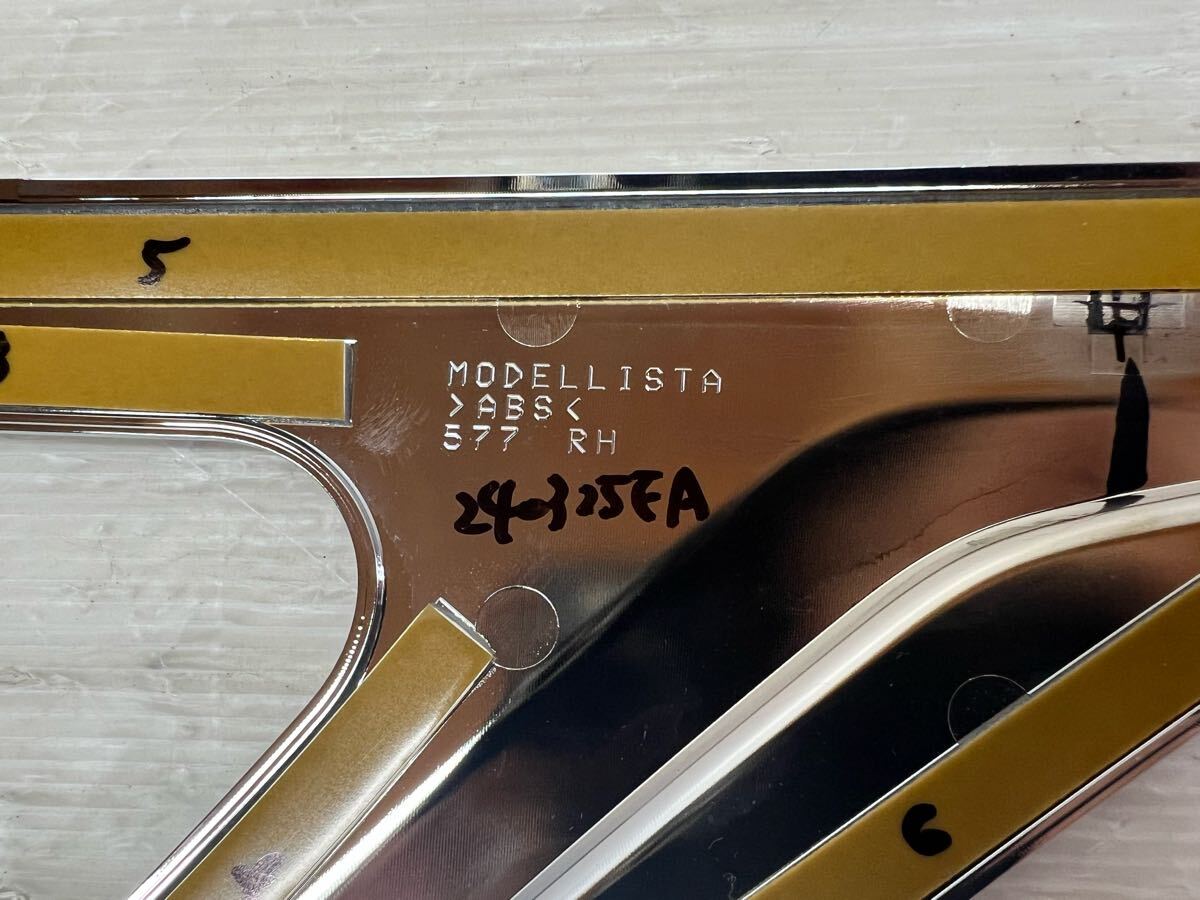 5
MODELLISTA
>ABS<
577 RH
240325EA
6